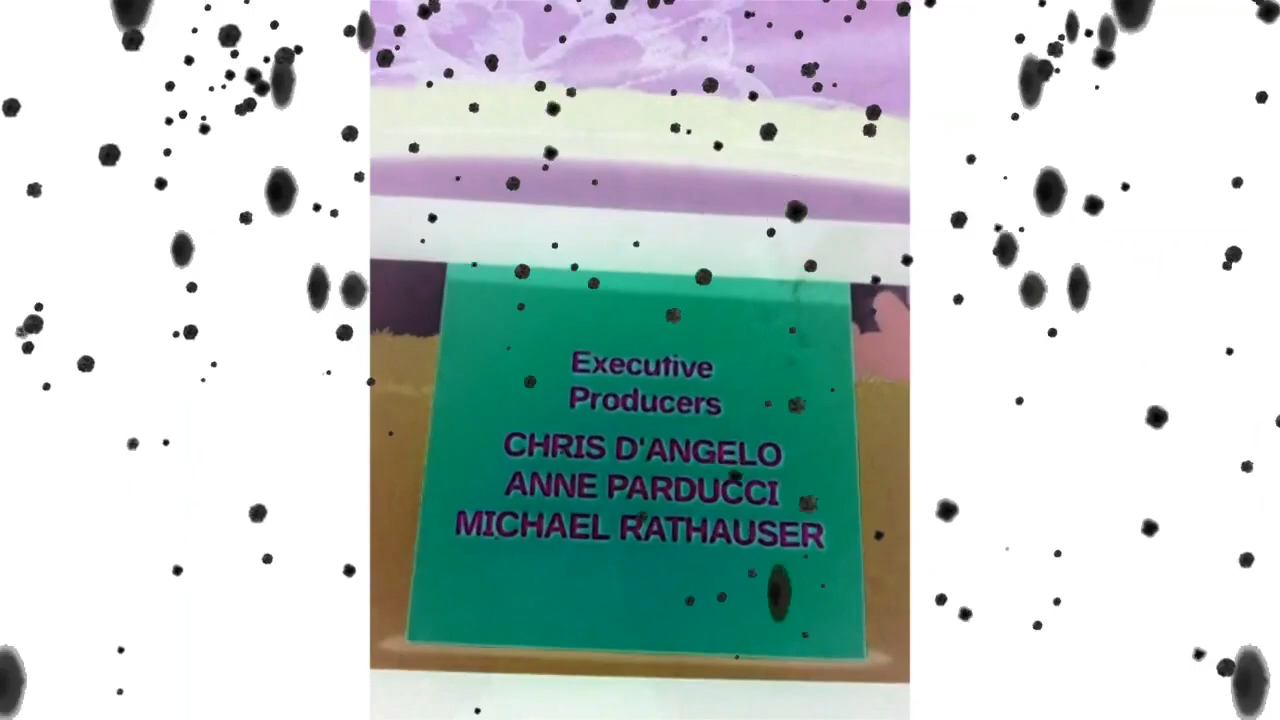 Executive
Producers
CHRIS D'ANGELO
ANNE PARDUCCI
MICHAEL RATHAUSER